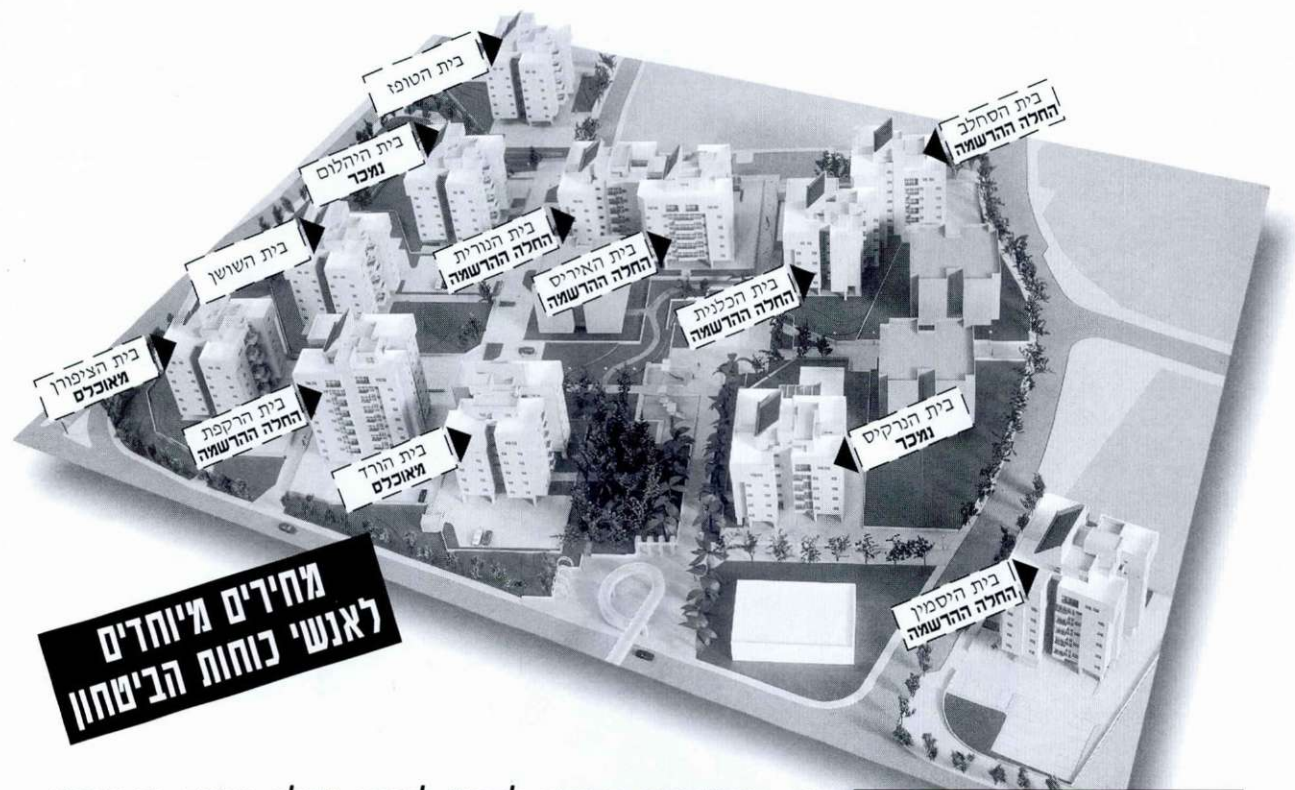 בית הטופז
בית היהלום
נמכר
בית הסחלב
החלה ההרשמה
בית השושן
בית הנורית
החלה ההרשמה
בית האיריס
החלה ההרשמה
בית הכלנית
החלה ההרשמה
בית הציפורן
מאוכלס
בית הרקפת
החלה ההרשמה
בית הורד
מאוכלס
בית הנרקיס
נמכר
בית היסמין
החלה ההרשמה
מחירים מיוחדים
לאנשי כוחות הביטחון